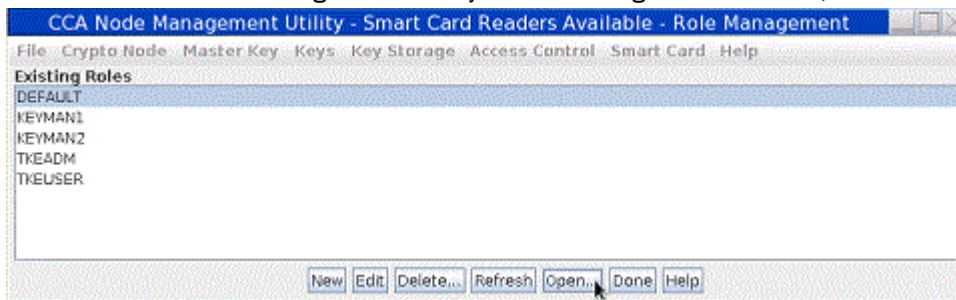 CCA Node Management Utility - Smart Card Readers Available - Role Management
File Crypto Node Master Key Keys Key Storage Access Control Smart Card Help
Existing Roles
DEFAULT
KEYMAN1
KEYMAN2
TKEADM
TKEUSER
New Edit Delete... Refresh Open... Done Help